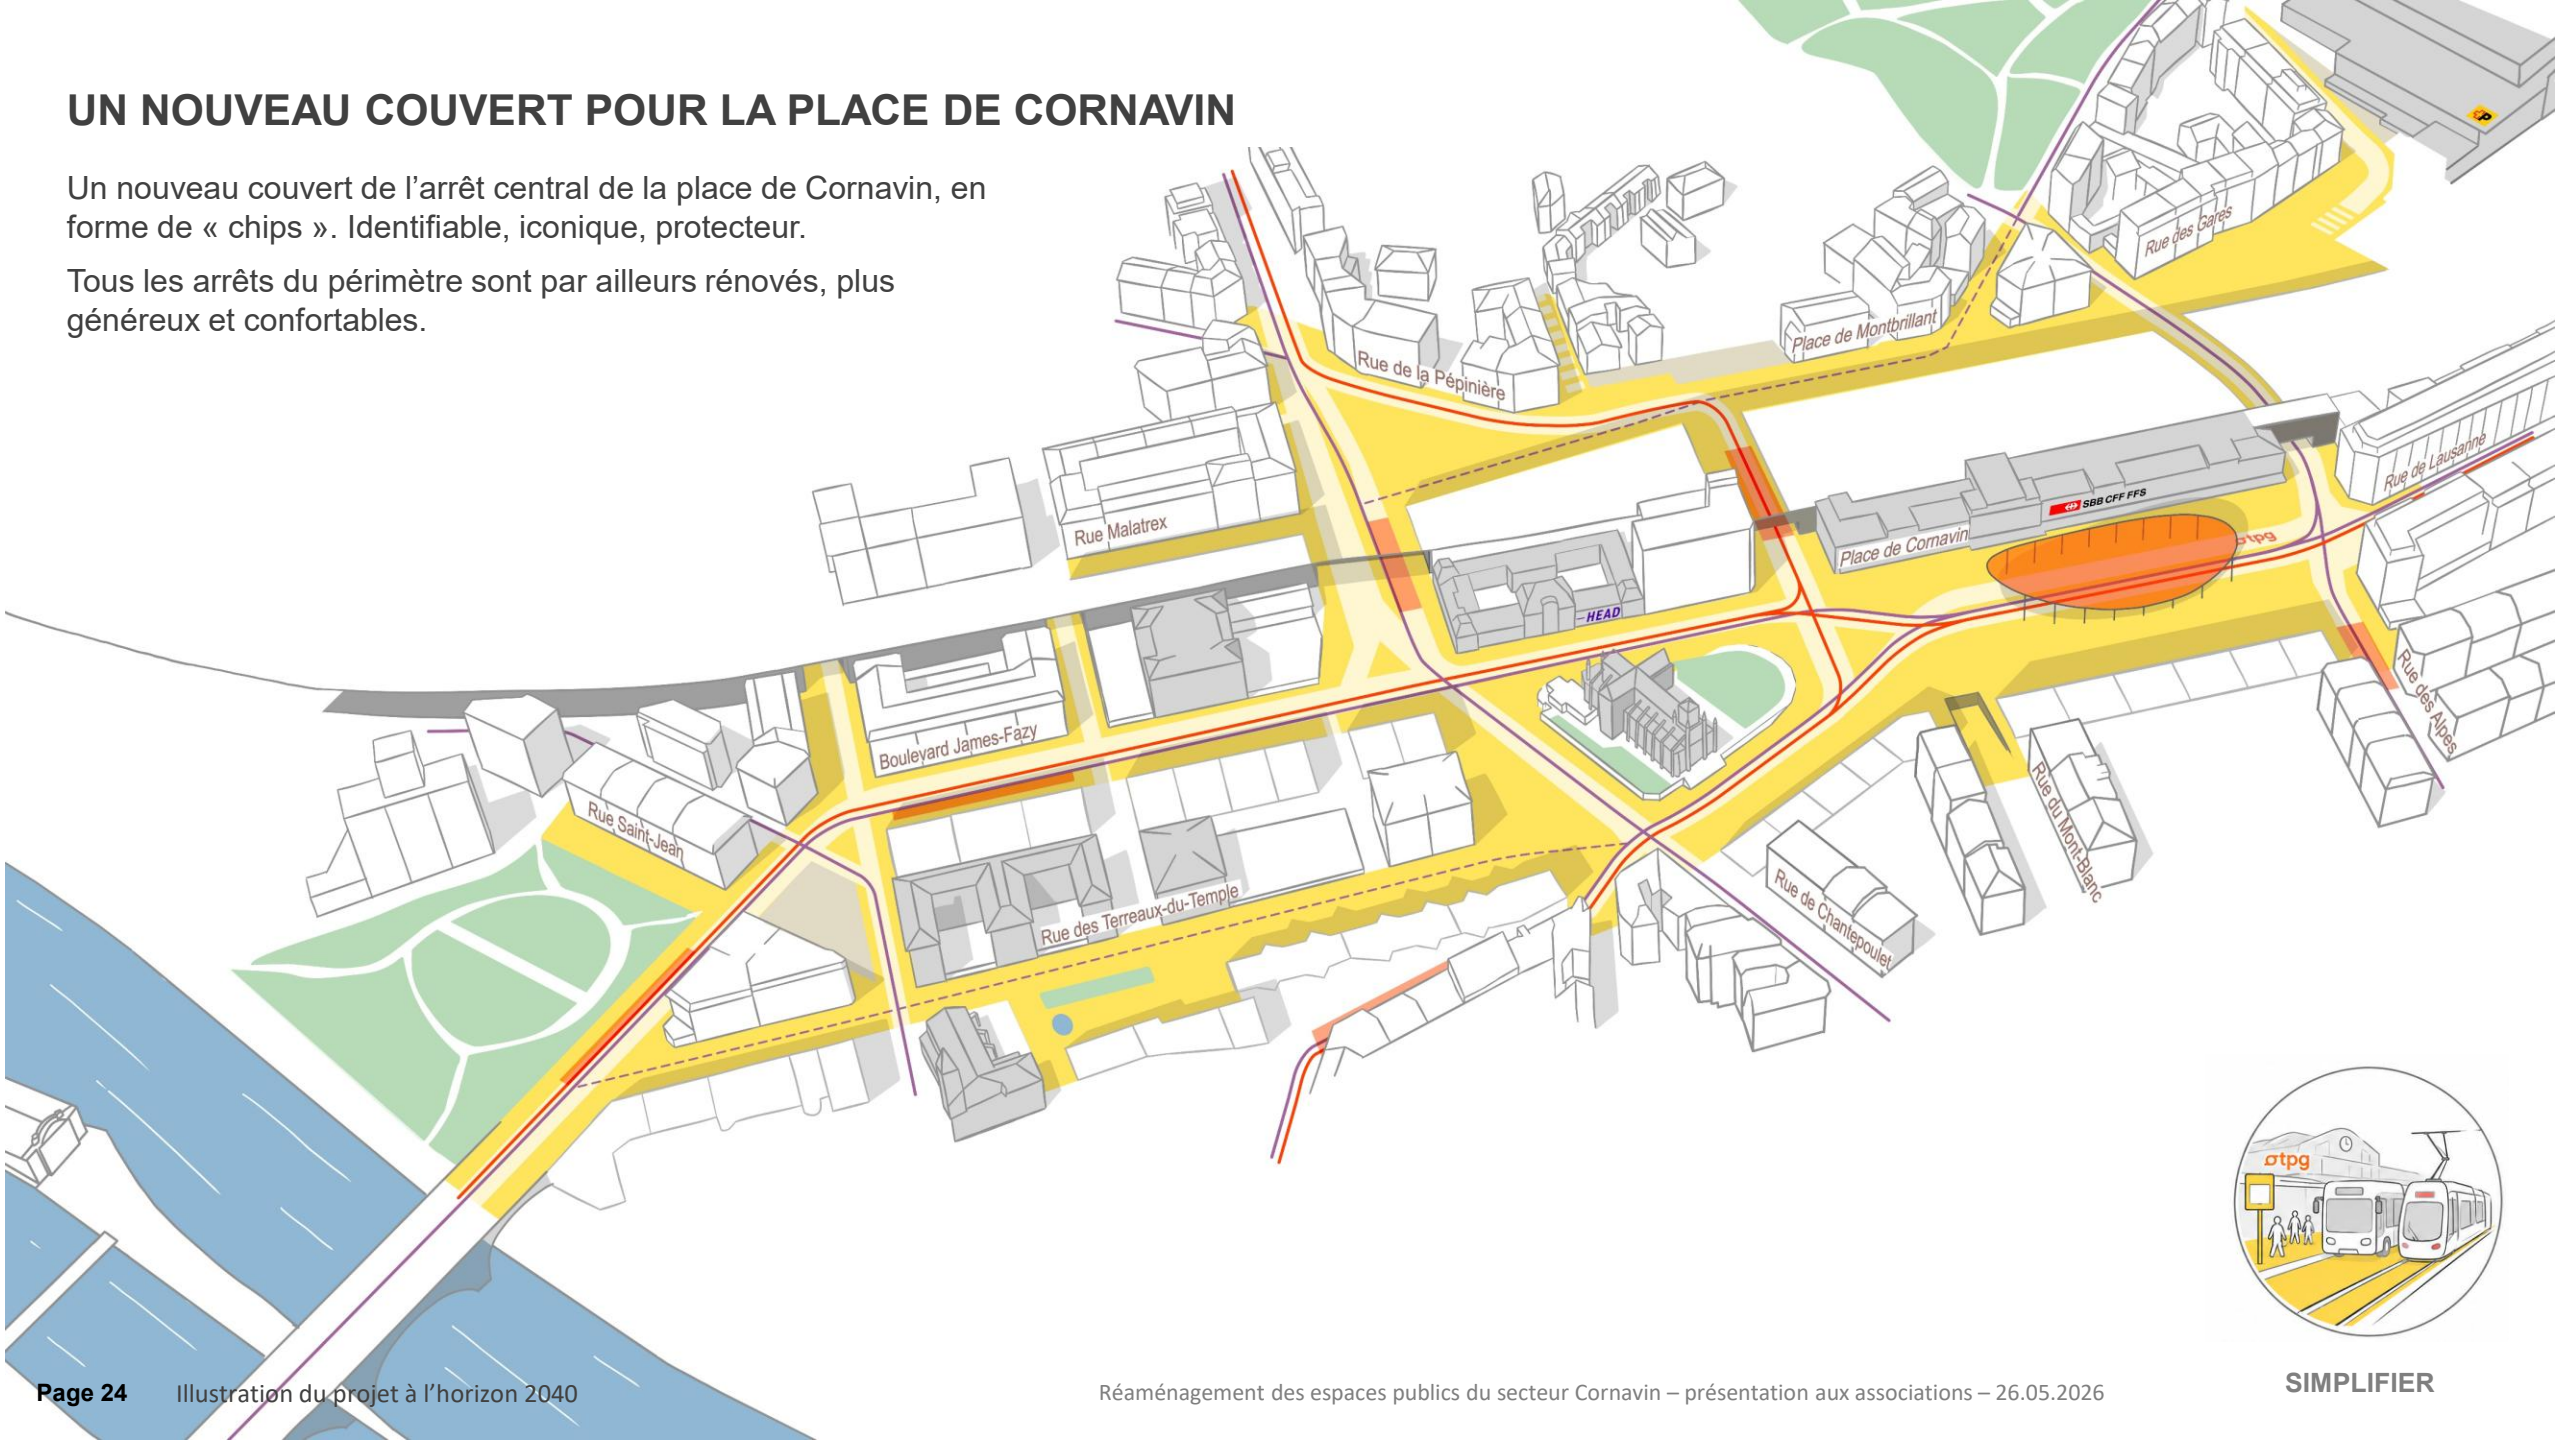 UN NOUVEAU COUVERT POUR LA PLACE DE CORNAVIN
Un nouveau couvert de l’arrêt central de la place de Cornavin, en
forme de « chips ». Identifiable, iconique, protecteur.
Tous les arrêts du périmètre sont par ailleurs rénovés, plus
généreux et confortables.
P
Rue des Gares
Place de Montbrillant
Rue de la Pépinière
Rue de Lausanne
SBB CFF FFS
Rue Malatrex
Place de Cornavin
tpg
HEAD
Rue des Alpes
Boulevard James-Fazy
Rue du Mont-Blanc
Rue Saint-Jean
Rue des Terreaux-du-Temple
Rue de Chantepoulet
tpg
SIMPLIFIER
Page 24
Illustration du projet à l’horizon 2040
Réaménagement des espaces publics du secteur Cornavin – présentation aux associations – 26.05.2026